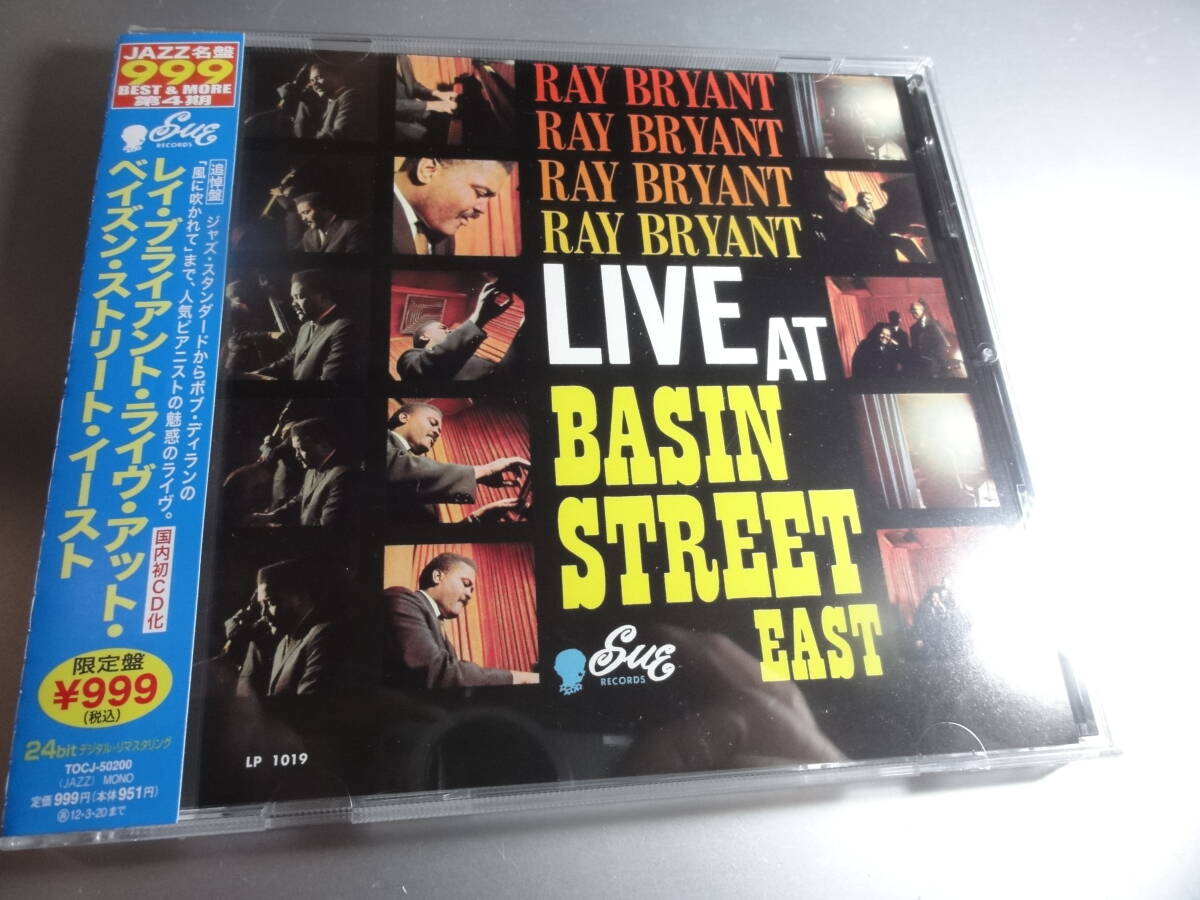 JAZZ名盤
999
BEST & MORE
第4期
Sue
RECORDS
追悼盤 ジャズ・スタンダードからボブ・ディランの
「風に吹かれて」まで、人気ピアニストの魅惑のライヴ。
国内初CD化
レイ・ブライアント・ライヴ・アット・
ベイズン・ストリート・イースト
限定盤
¥999
(税込)
24bit デジタル・リマスタリング
TOCJ-50200
(JAZZ) MONO
定価999円(本体951円)
再12・3・20まで
RAY BRYANT
RAY BRYANT
RAY BRYANT
RAY BRYANT
LIVE AT
BASIN
STREET
EAST
Sue
RECORDS
LP 1019